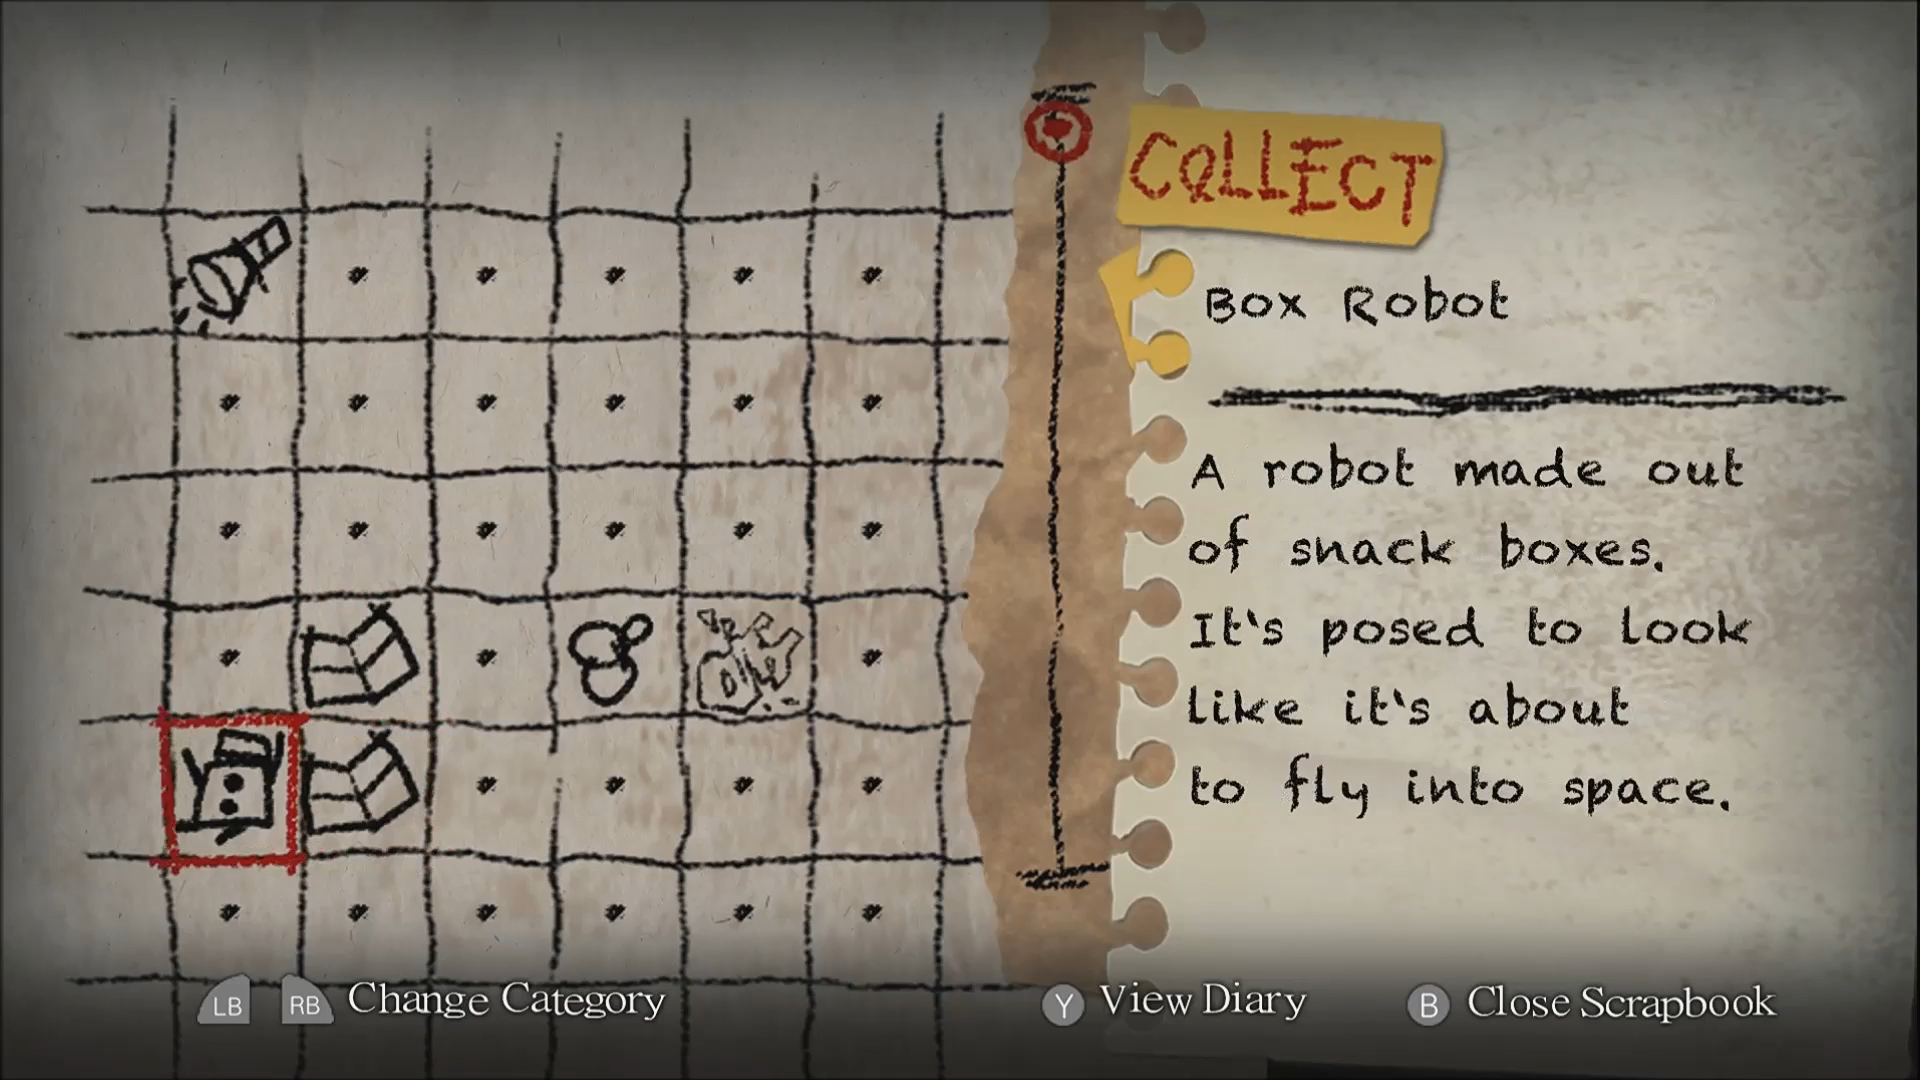 COLLECT
Box Robot
A robot made out
of snack boxes.
It's posed to look
like it's about
to fly into space.
LB RB Change Category
Y View Diary
B Close Scrapbook